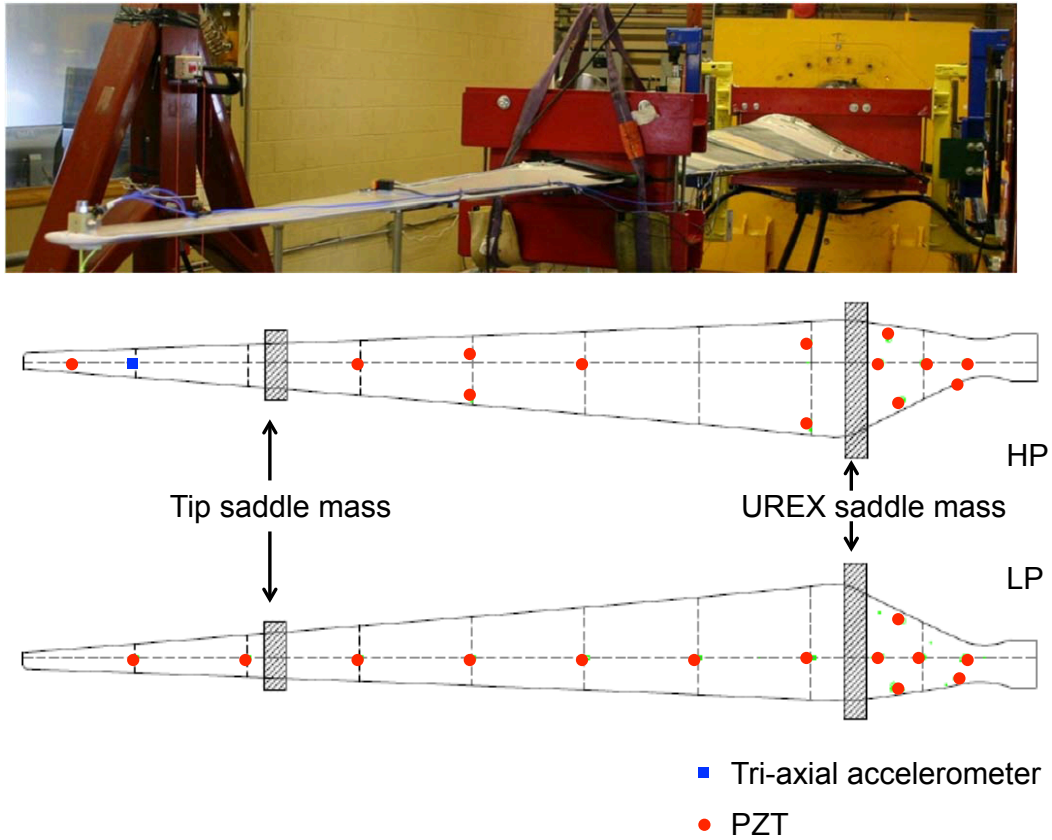 HP
Tip saddle mass
UREX saddle mass
LP
Tri-axial accelerometer
PZT